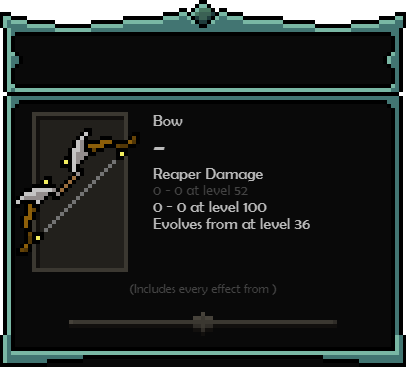 Bow
–
Reaper Damage
0 - 0 at level 52
0 - 0 at level 100
Evolves from at level 36
(Includes every effect from )